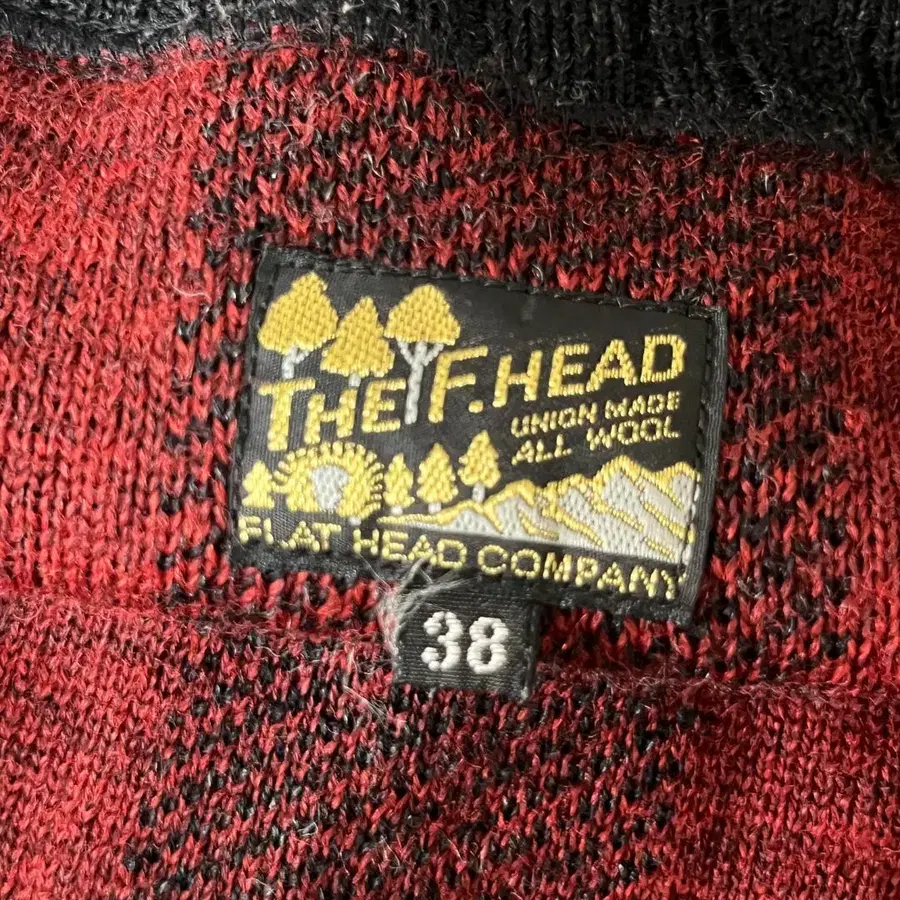 THE F.HEAD
UNION MADE
ALL WOOL
FLAT HEAD COMPANY
38